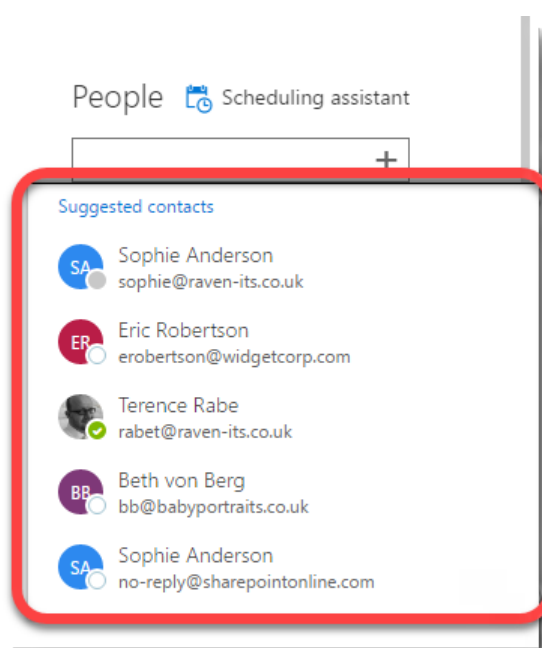 People Scheduling assistant
+
Suggested contacts
SA Sophie Anderson
sophie@raven-its.co.uk
ER Eric Robertson
erobertson@widgetcorp.com
Terence Rabe
rabet@raven-its.co.uk
BB Beth von Berg
bb@babyportraits.co.uk
SA Sophie Anderson
no-reply@sharepointonline.com